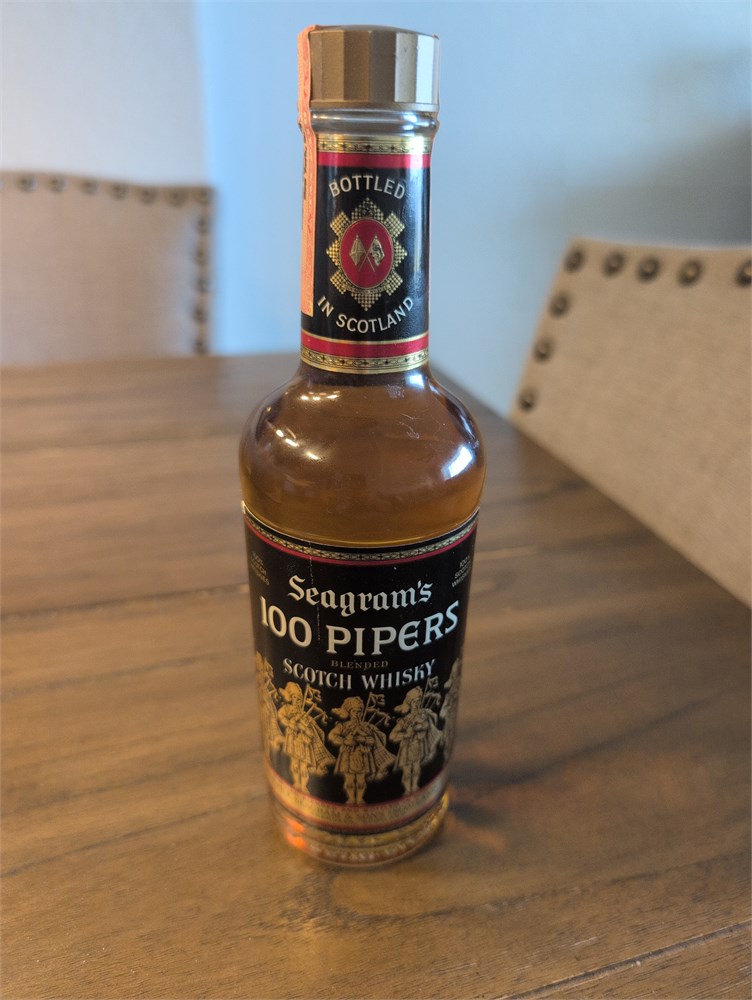 BOTTLED
IN SCOTLAND
Seagram's
100 PIPERS
BLENDED
SCOTCH WHISKY